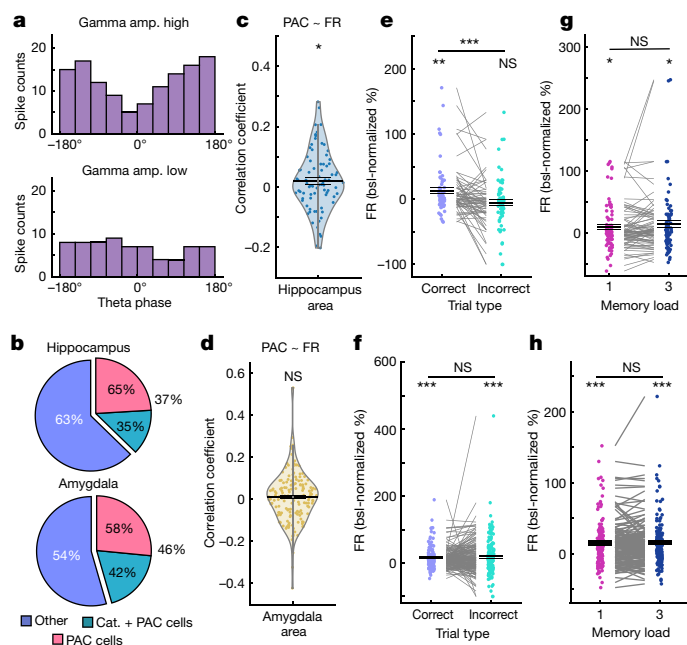 a
Gamma amp. high
Spike counts
20
10
0
−180° 0° 180°
Gamma amp. low
Spike counts
20
10
0
−180° 0° 180°
Theta phase
b
Hippocampus
65%
37%
63%
35%
Amygdala
58%
54%
46%
42%
Other
Cat. + PAC cells
PAC cells
c
PAC ~ FR
*
Correlation coefficient
0.4
0.2
0
−0.2
Hippocampus
area
d
PAC ~ FR
NS
Correlation coefficient
0.6
0.4
0.2
0
−0.2
−0.4
Amygdala
area
e
***
** NS
FR (bsl-normalized %)
200
100
0
−100
Correct Incorrect
Trial type
f
NS
*** ***
FR (bsl-normalized %)
600
400
200
0
Correct Incorrect
Trial type
g
NS
* *
FR (bsl-normalized %)
300
200
100
0
1 3
Memory load
h
NS
*** ***
FR (bsl-normalized %)
300
200
100
0
1 3
Memory load